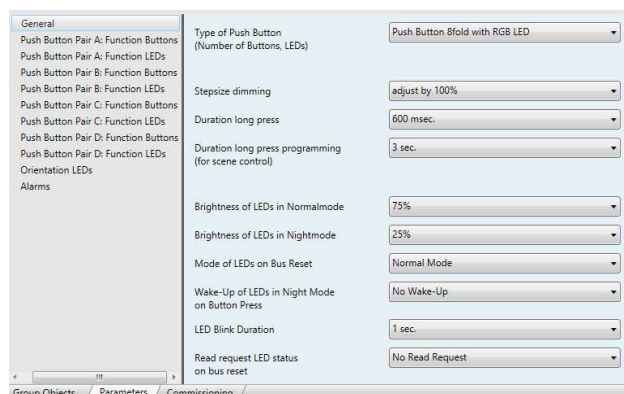 General
Push Button Pair A: Function Buttons
Push Button Pair A: Function LEDs
Push Button Pair B: Function Buttons
Push Button Pair B: Function LEDs
Push Button Pair C: Function Buttons
Push Button Pair C: Function LEDs
Push Button Pair D: Function Buttons
Push Button Pair D: Function LEDs
Orientation LEDs
Alarms
Type of Push Button
(Number of Buttons, LEDs)
Push Button 8fold with RGB LED
Stepsize dimming
adjust by 100%
Duration long press
600 msec.
Duration long press programming
(for scene control)
3 sec.
Brightness of LEDs in Normalmode
75%
Brightness of LEDs in Nightmode
25%
Mode of LEDs on Bus Reset
Normal Mode
Wake-Up of LEDs in Night Mode
on Button Press
No Wake-Up
LED Blink Duration
1 sec.
Read request LED status
on bus reset
No Read Request
Group Objects / Parameters / Commissioning /